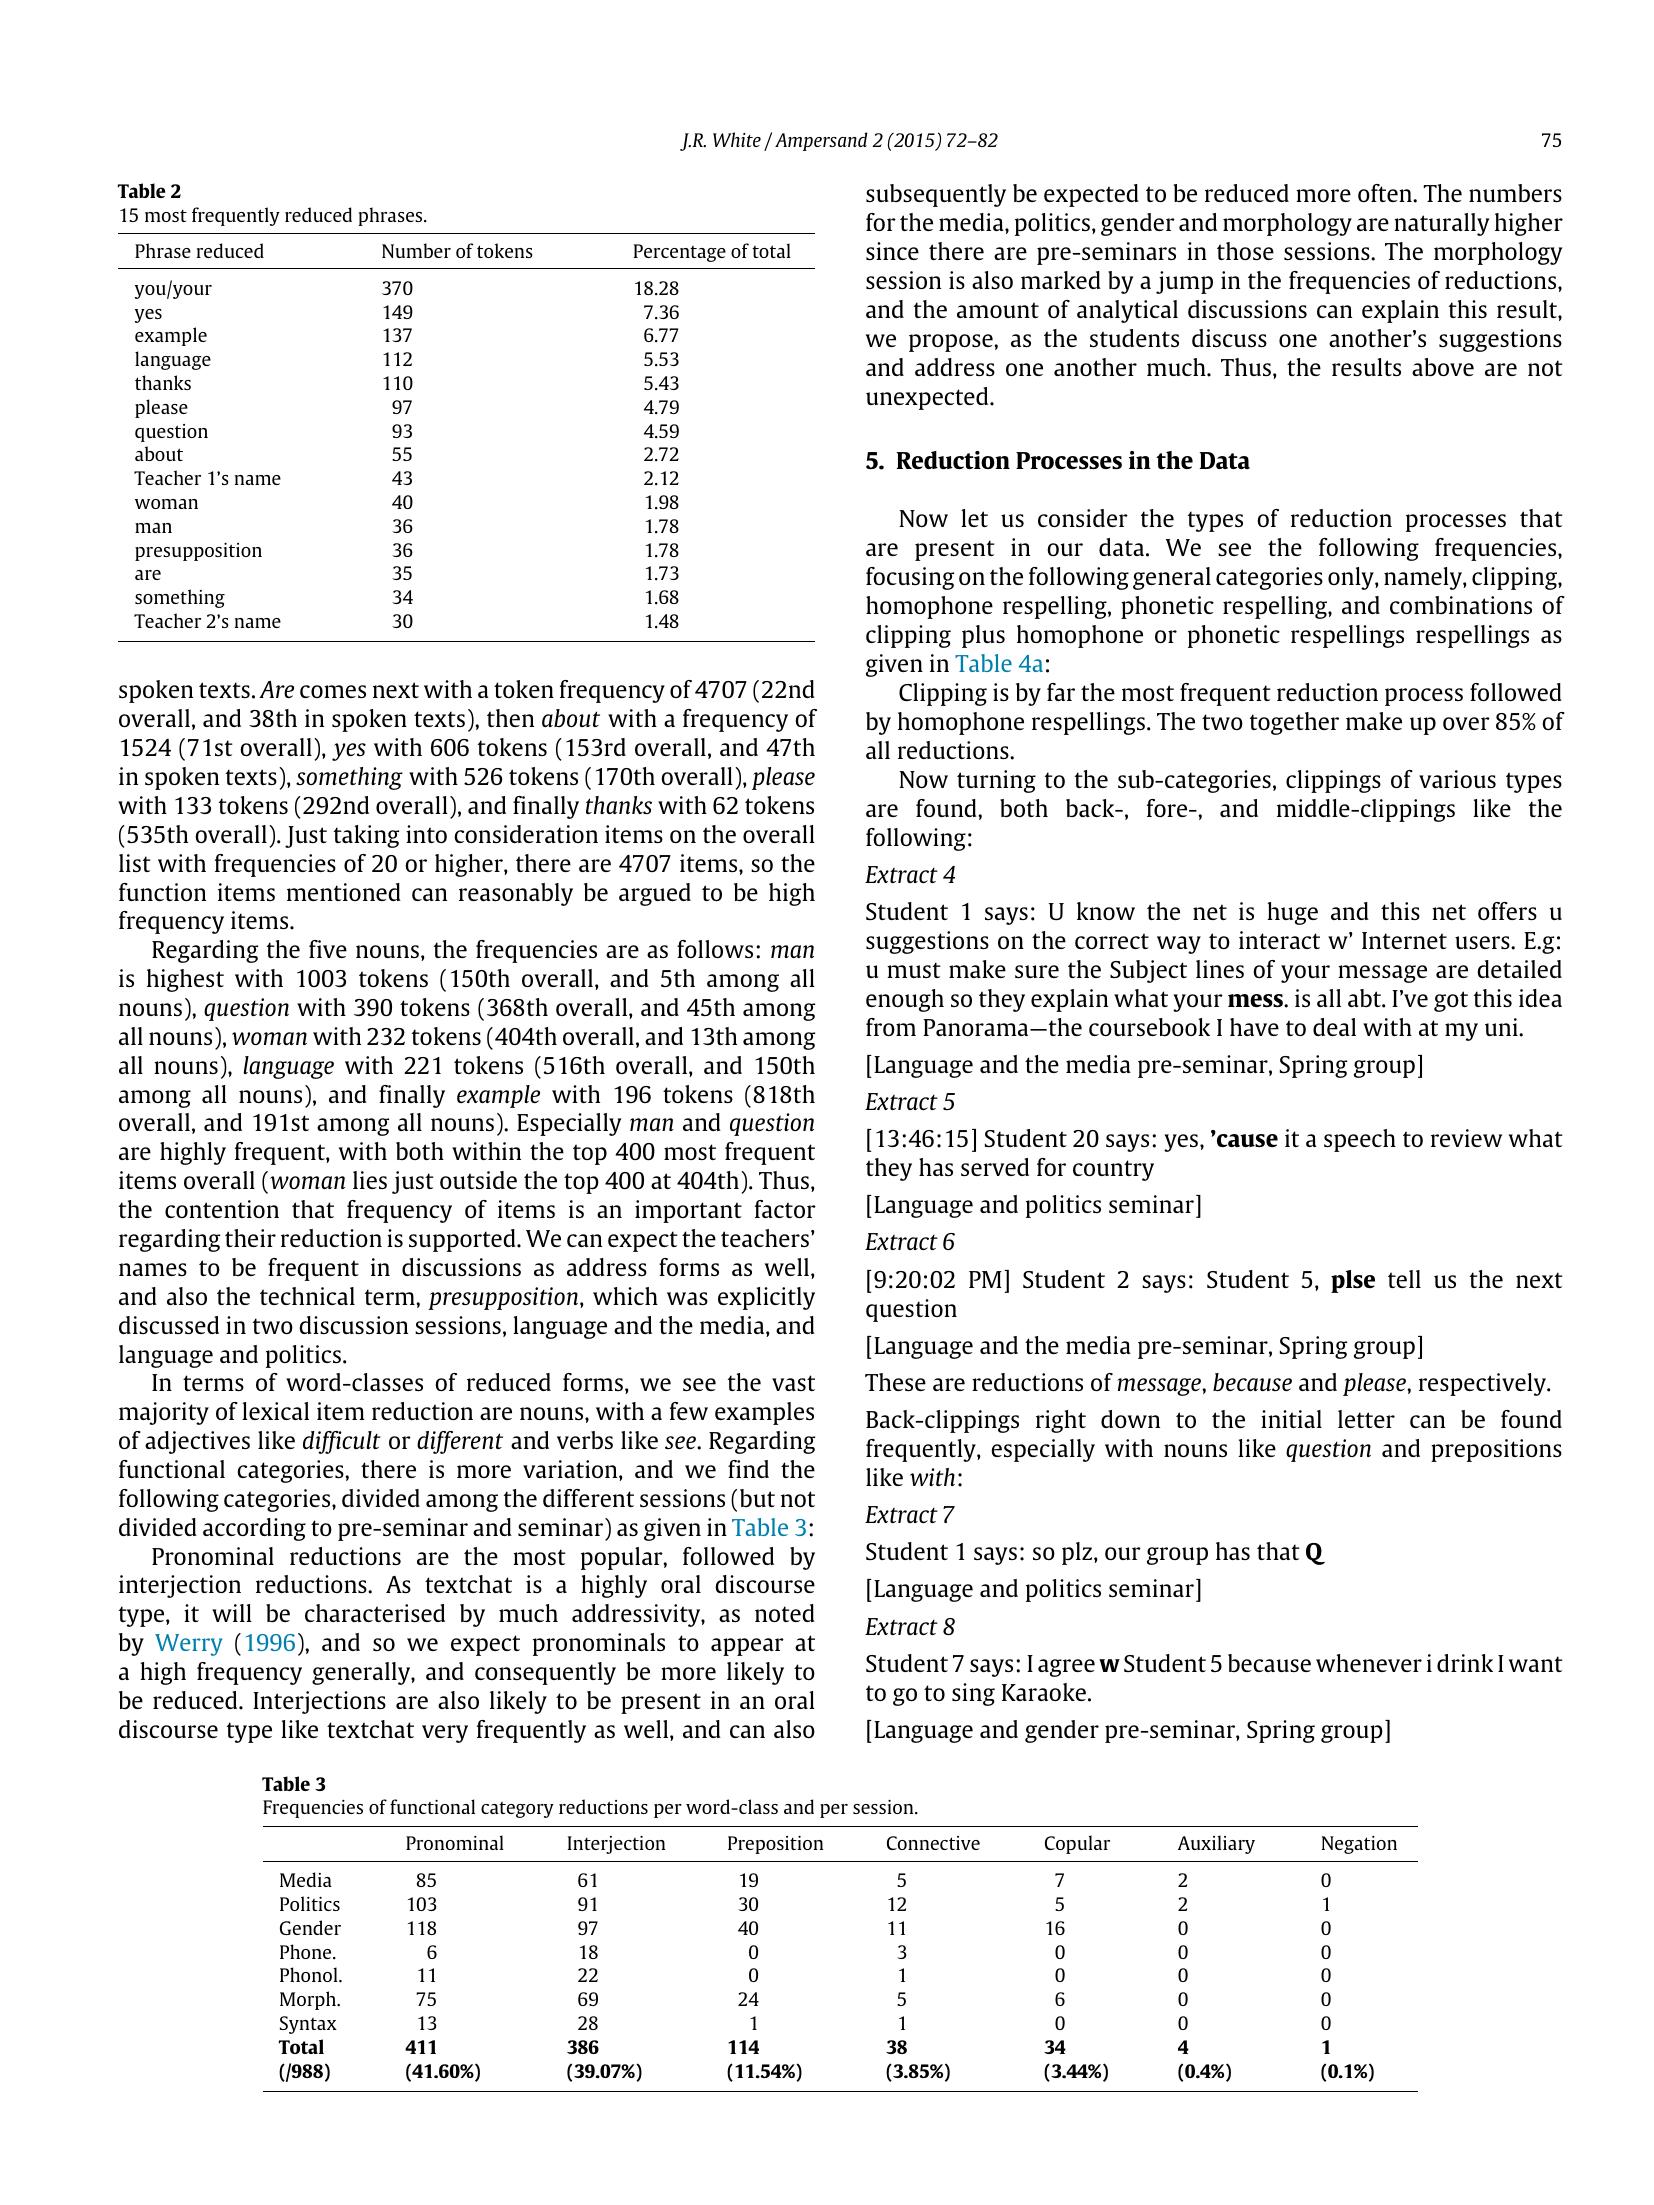 J.R. White / Ampersand 2 (2015) 72–82 75
Table 2
15 most frequently reduced phrases.
Phrase reduced Number of tokens Percentage of total
you/your 370 18.28
yes 149 7.36
example 137 6.77
language 112 5.53
thanks 110 5.43
please 97 4.79
question 93 4.59
about 55 2.72
Teacher 1’s name 43 2.12
woman 40 1.98
man 36 1.78
presupposition 36 1.78
are 35 1.73
something 34 1.68
Teacher 2’s name 30 1.48
spoken texts. Are comes next with a token frequency of 4707 (22nd
overall, and 38th in spoken texts), then about with a frequency of
1524 (71st overall), yes with 606 tokens (153rd overall, and 47th
in spoken texts), something with 526 tokens (170th overall), please
with 133 tokens (292nd overall), and finally thanks with 62 tokens
(535th overall). Just taking into consideration items on the overall
list with frequencies of 20 or higher, there are 4707 items, so the
function items mentioned can reasonably be argued to be high
frequency items.
Regarding the five nouns, the frequencies are as follows: man
is highest with 1003 tokens (150th overall, and 5th among all
nouns), question with 390 tokens (368th overall, and 45th among
all nouns), woman with 232 tokens (404th overall, and 13th among
all nouns), language with 221 tokens (516th overall, and 150th
among all nouns), and finally example with 196 tokens (818th
overall, and 191st among all nouns). Especially man and question
are highly frequent, with both within the top 400 most frequent
items overall (woman lies just outside the top 400 at 404th). Thus,
the contention that frequency of items is an important factor
regarding their reduction is supported. We can expect the teachers’
names to be frequent in discussions as address forms as well,
and also the technical term, presupposition, which was explicitly
discussed in two discussion sessions, language and the media, and
language and politics.
In terms of word-classes of reduced forms, we see the vast
majority of lexical item reduction are nouns, with a few examples
of adjectives like difficult or different and verbs like see. Regarding
functional categories, there is more variation, and we find the
following categories, divided among the different sessions (but not
divided according to pre-seminar and seminar) as given in Table 3:
Pronominal reductions are the most popular, followed by
interjection reductions. As textchat is a highly oral discourse
type, it will be characterised by much addressivity, as noted
by Werry (1996), and so we expect pronominals to appear at
a high frequency generally, and consequently be more likely to
be reduced. Interjections are also likely to be present in an oral
discourse type like textchat very frequently as well, and can also
subsequently be expected to be reduced more often. The numbers
for the media, politics, gender and morphology are naturally higher
since there are pre-seminars in those sessions. The morphology
session is also marked by a jump in the frequencies of reductions,
and the amount of analytical discussions can explain this result,
we propose, as the students discuss one another’s suggestions
and address one another much. Thus, the results above are not
unexpected.
5. Reduction Processes in the Data
Now let us consider the types of reduction processes that
are present in our data. We see the following frequencies,
focusing on the following general categories only, namely, clipping,
homophone respelling, phonetic respelling, and combinations of
clipping plus homophone or phonetic respellings respellings as
given in Table 4a:
Clipping is by far the most frequent reduction process followed
by homophone respellings. The two together make up over 85% of
all reductions.
Now turning to the sub-categories, clippings of various types
are found, both back-, fore-, and middle-clippings like the
following:
Extract 4
Student 1 says: U know the net is huge and this net offers u
suggestions on the correct way to interact w’ Internet users. E.g:
u must make sure the Subject lines of your message are detailed
enough so they explain what your mess. is all abt. I’ve got this idea
from Panorama—the coursebook I have to deal with at my uni.
[Language and the media pre-seminar, Spring group]
Extract 5
[13:46:15] Student 20 says: yes, ’cause it a speech to review what
they has served for country
[Language and politics seminar]
Extract 6
[9:20:02 PM] Student 2 says: Student 5, plse tell us the next
question
[Language and the media pre-seminar, Spring group]
These are reductions of message, because and please, respectively.
Back-clippings right down to the initial letter can be found
frequently, especially with nouns like question and prepositions
like with:
Extract 7
Student 1 says: so plz, our group has that Q
[Language and politics seminar]
Extract 8
Student 7 says: I agree w Student 5 because whenever i drink I want
to go to sing Karaoke.
[Language and gender pre-seminar, Spring group]
Table 3
Frequencies of functional category reductions per word-class and per session.
Pronominal Interjection Preposition Connective Copular Auxiliary Negation
Media 85 61 19 5 7 2 0
Politics 103 91 30 12 5 2 1
Gender 118 97 40 11 16 0 0
Phone. 6 18 0 3 0 0 0
Phonol. 11 22 0 1 0 0 0
Morph. 75 69 24 5 6 0 0
Syntax 13 28 1 1 0 0 0
Total 411 386 114 38 34 4 1
(/988) (41.60%) (39.07%) (11.54%) (3.85%) (3.44%) (0.4%) (0.1%)